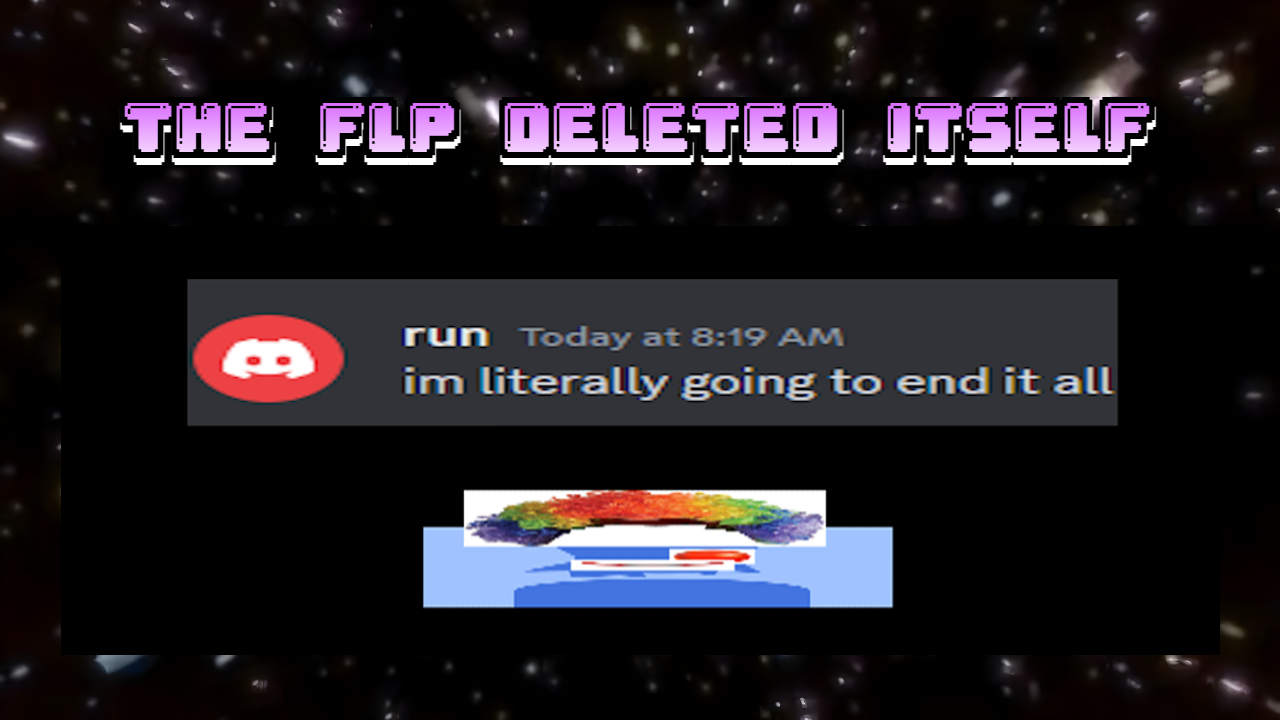 THE FLP DELETED ITSELF
run Today at 8:19 AM
im literally going to end it all